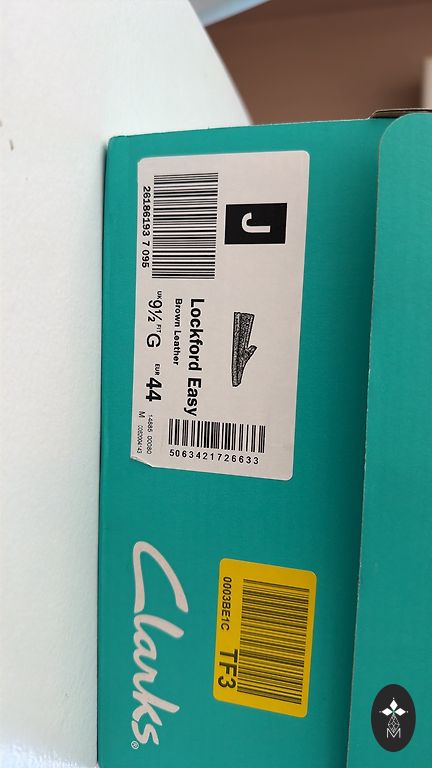 J
26186193 7 095
Lockford Easy
Brown Leather
UK 9½ FIT G EUR 44
14885 00080
M
5063421726633
Clarks®
0003BE1C
TF3
M